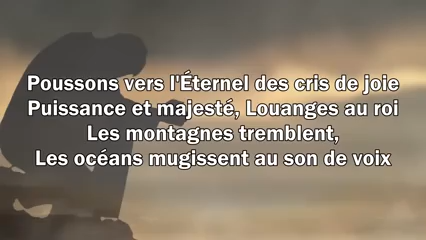 Poussons vers l'Éternel des cris de joie
Puissance et majesté, Louanges au roi
Les montagnes tremblent,
Les océans mugissent au son de voix